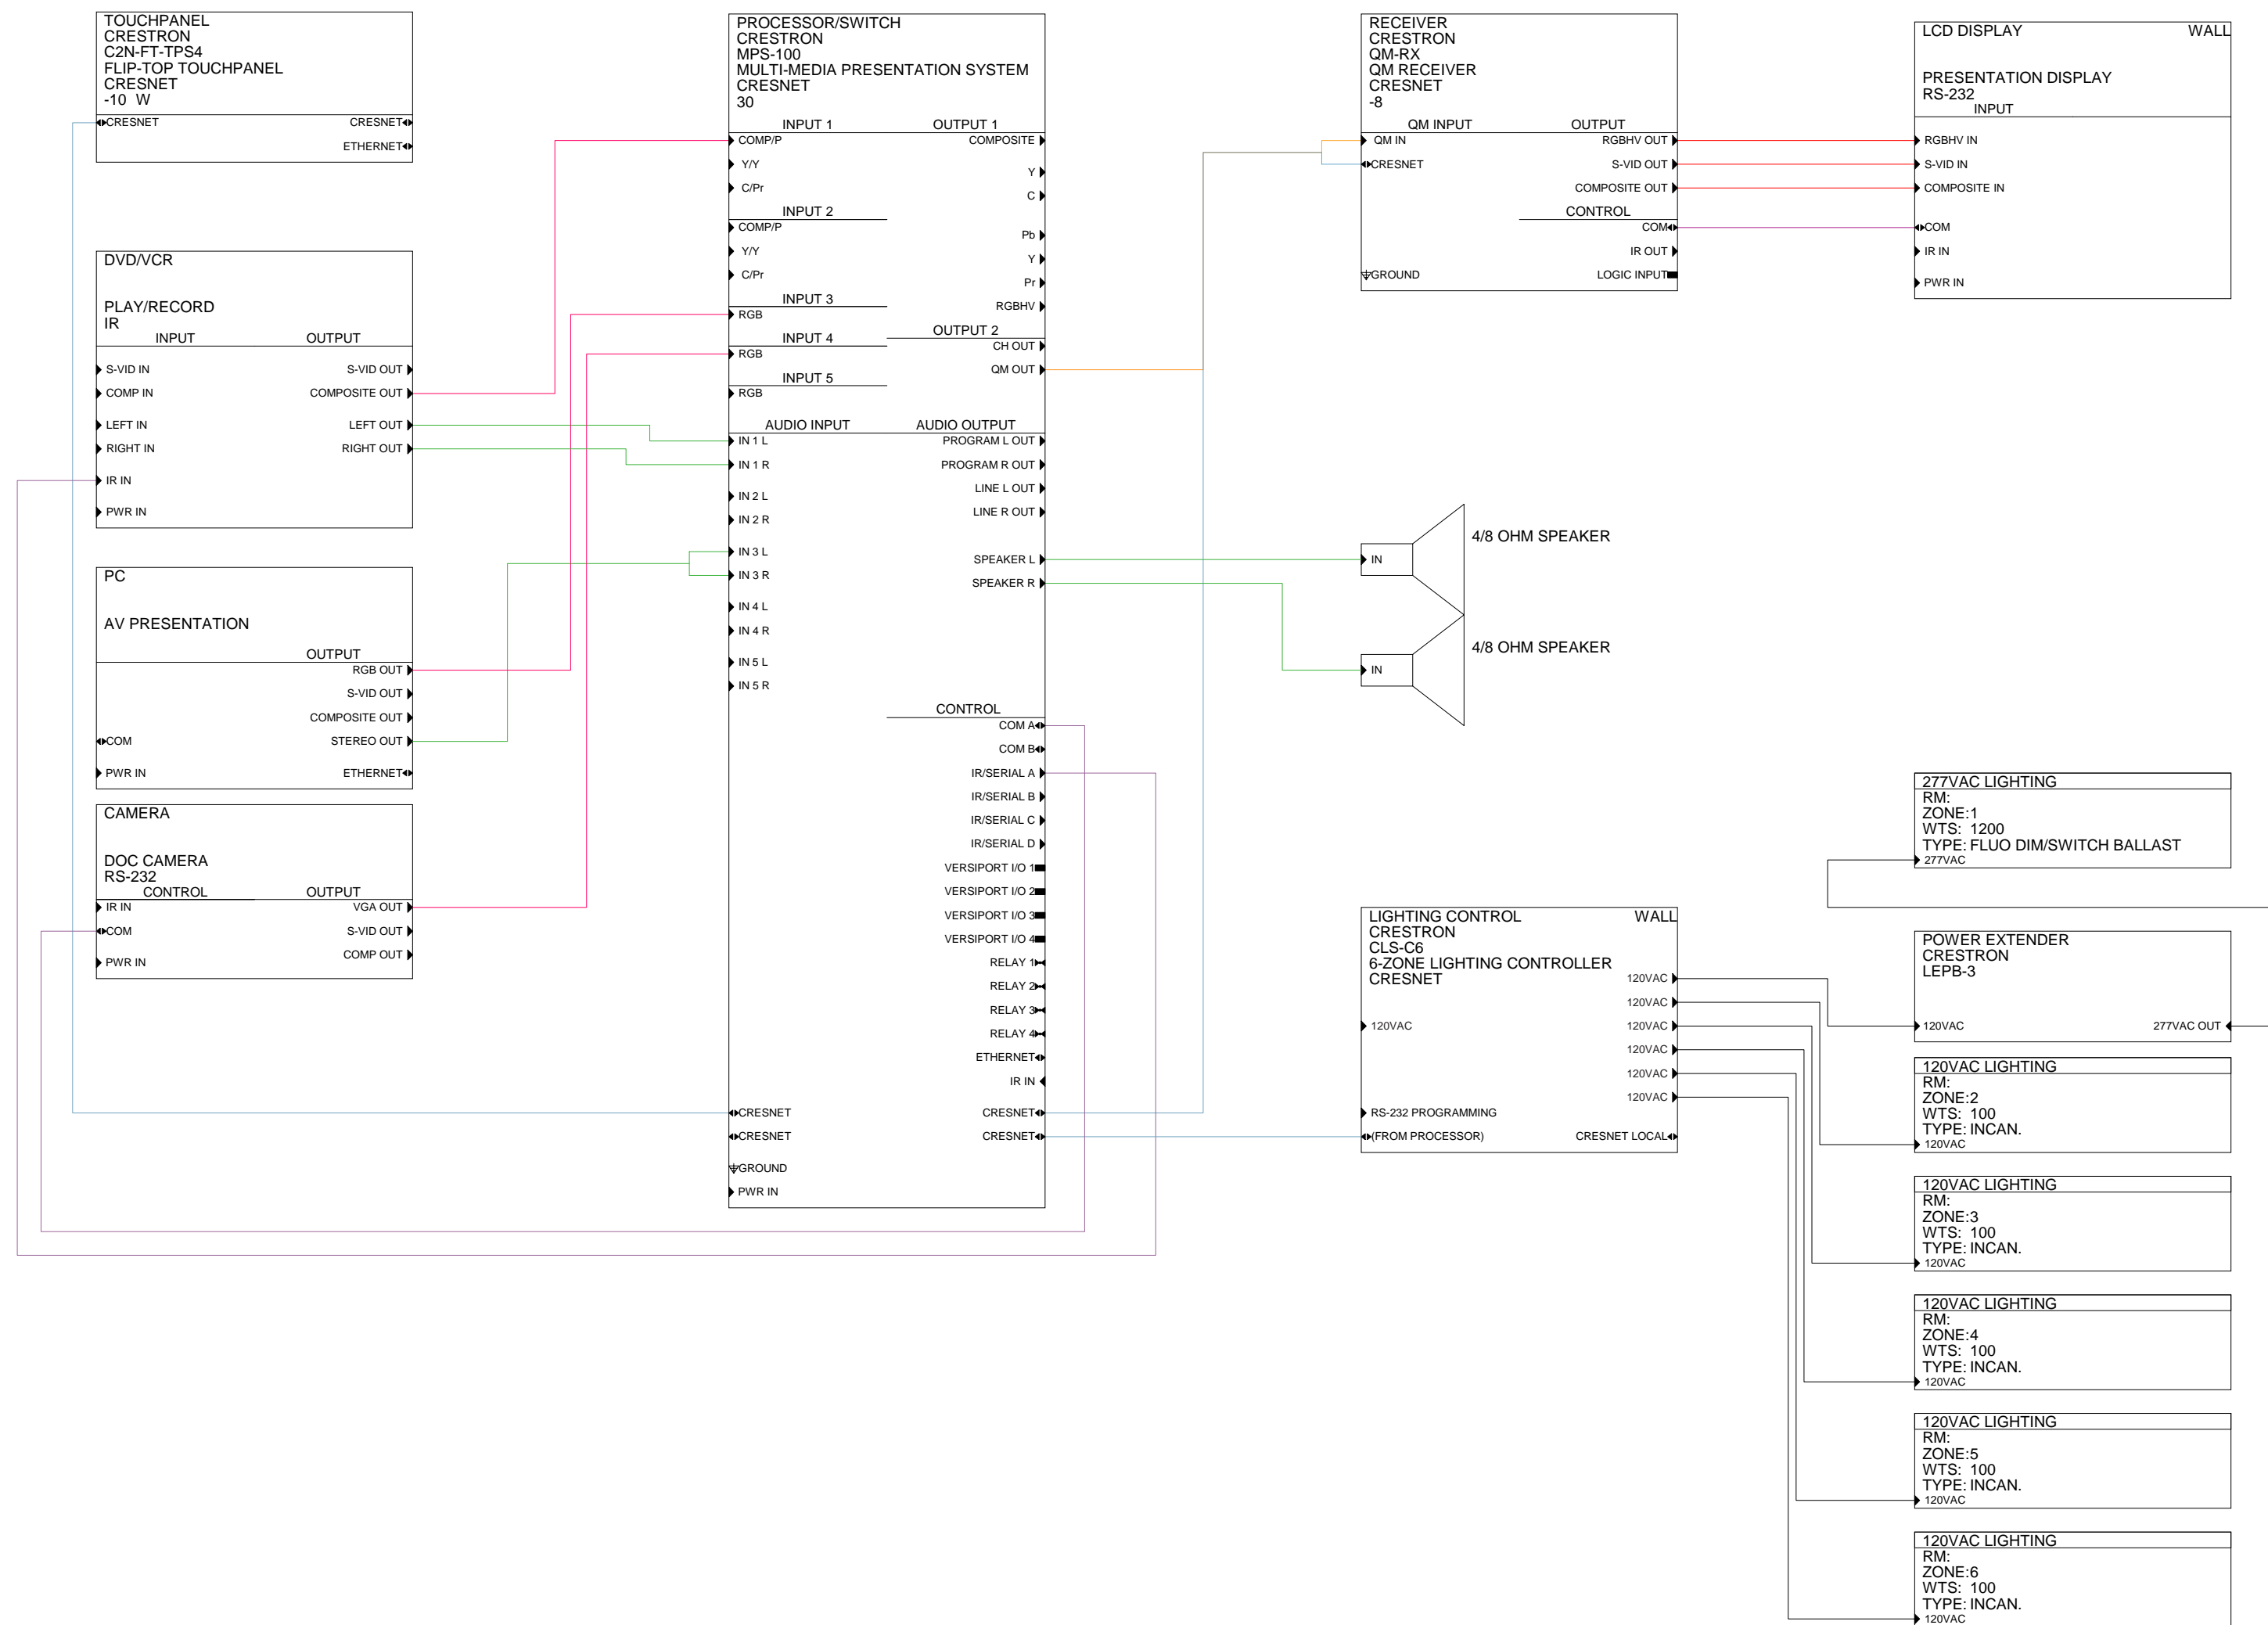 TOUCHPANEL
CRESTRON
C2N-FT-TPS4
FLIP-TOP TOUCHPANEL
CRESNET
-10 W
CRESNET CRESNET
ETHERNET
DVD/VCR
PLAY/RECORD
IR
INPUT OUTPUT
S-VID IN S-VID OUT
COMP IN COMPOSITE OUT
LEFT IN LEFT OUT
RIGHT IN RIGHT OUT
IR IN
PWR IN
PC
AV PRESENTATION
OUTPUT
RGB OUT
S-VID OUT
COMPOSITE OUT
COM STEREO OUT
PWR IN ETHERNET
CAMERA
DOC CAMERA
RS-232
CONTROL OUTPUT
IR IN VGA OUT
COM S-VID OUT
COMP OUT
PWR IN
PROCESSOR/SWITCH
CRESTRON
MPS-100
MULTI-MEDIA PRESENTATION SYSTEM
CRESNET
30
INPUT 1 OUTPUT 1
COMP/P COMPOSITE
Y/Y Y
C/Pr C
INPUT 2
COMP/P Pb
Y/Y Y
C/Pr Pr
INPUT 3 RGBHV
RGB
INPUT 4 OUTPUT 2
RGB CH OUT
INPUT 5 QM OUT
RGB
AUDIO INPUT AUDIO OUTPUT
IN 1 L PROGRAM L OUT
IN 1 R PROGRAM R OUT
IN 2 L LINE L OUT
IN 2 R LINE R OUT
IN 3 L SPEAKER L
IN 3 R SPEAKER R
IN 4 L
IN 4 R
IN 5 L
IN 5 R
CONTROL
COM A
COM B
IR/SERIAL A
IR/SERIAL B
IR/SERIAL C
IR/SERIAL D
VERSIPORT I/O 1
VERSIPORT I/O 2
VERSIPORT I/O 3
VERSIPORT I/O 4
RELAY 1
RELAY 2
RELAY 3
RELAY 4
ETHERNET
IR IN
CRESNET CRESNET
CRESNET CRESNET
GROUND
PWR IN
RECEIVER
CRESTRON
QM-RX
QM RECEIVER
CRESNET
-8
QM INPUT OUTPUT
QM IN RGBHV OUT
CRESNET S-VID OUT
COMPOSITE OUT
CONTROL
COM
IR OUT
GROUND LOGIC INPUT
4/8 OHM SPEAKER
IN
4/8 OHM SPEAKER
IN
LIGHTING CONTROL WALL
CRESTRON
CLS-C6
6-ZONE LIGHTING CONTROLLER
CRESNET
120VAC
120VAC
120VAC 120VAC
120VAC
120VAC
120VAC
RS-232 PROGRAMMING
(FROM PROCESSOR) CRESNET LOCAL
LCD DISPLAY WALL
PRESENTATION DISPLAY
RS-232
INPUT
RGBHV IN
S-VID IN
COMPOSITE IN
COM
IR IN
PWR IN
277VAC LIGHTING
RM:
ZONE:1
WTS: 1200
TYPE: FLUO DIM/SWITCH BALLAST
277VAC
POWER EXTENDER
CRESTRON
LEPB-3
120VAC 277VAC OUT
120VAC LIGHTING
RM:
ZONE:2
WTS: 100
TYPE: INCAN.
120VAC
120VAC LIGHTING
RM:
ZONE:3
WTS: 100
TYPE: INCAN.
120VAC
120VAC LIGHTING
RM:
ZONE:4
WTS: 100
TYPE: INCAN.
120VAC
120VAC LIGHTING
RM:
ZONE:5
WTS: 100
TYPE: INCAN.
120VAC
120VAC LIGHTING
RM:
ZONE:6
WTS: 100
TYPE: INCAN.
120VAC